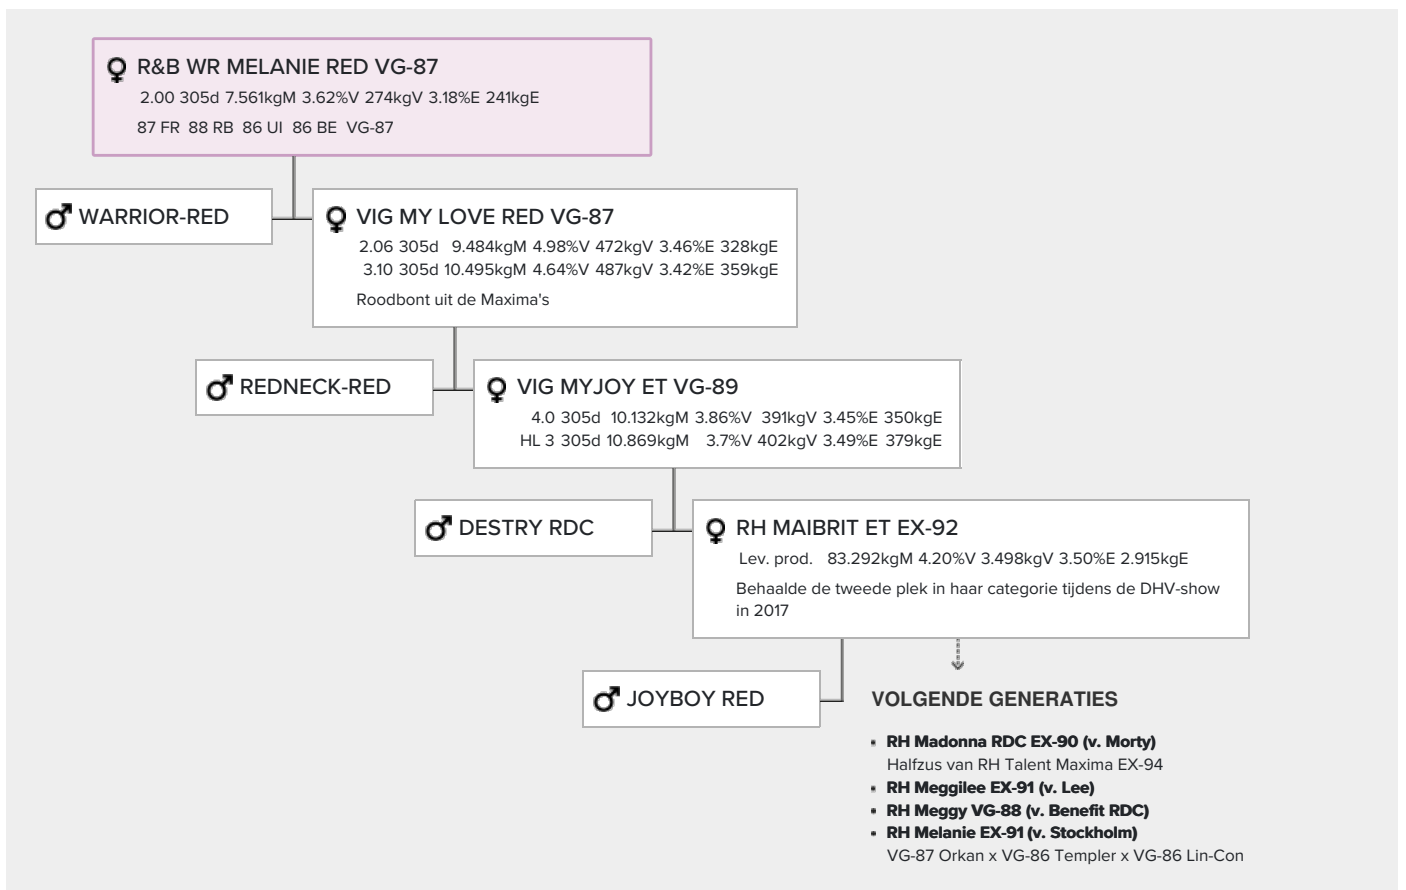 R&B WR MELANIE RED VG-87
2.00 305d 7.561kgM 3.62%V 274kgV 3.18%E 241kgE
87 FR 88 RB 86 UI 86 BE VG-87
WARRIOR-RED
VIG MY LOVE RED VG-87
2.06 305d 9.484kgM 4.98%V 472kgV 3.46%E 328kgE
3.10 305d 10.495kgM 4.64%V 487kgV 3.42%E 359kgE
Roodbont uit de Maxima's
REDNECK-RED
VIG MYJOY ET VG-89
4.0 305d 10.132kgM 3.86%V 391kgV 3.45%E 350kgE
HL 3 305d 10.869kgM 3.7%V 402kgV 3.49%E 379kgE
DESTRY RDC
RH MAIBRIT ET EX-92
Lev. prod. 83.292kgM 4.20%V 3.498kgV 3.50%E 2.915kgE
Behaalde de tweede plek in haar categorie tijdens de DHV-show
in 2017
JOYBOY RED
VOLGENDE GENERATIES
• RH Madonna RDC EX-90 (v. Morty)
Halfzus van RH Talent Maxima EX-94
• RH Meggilee EX-91 (v. Lee)
• RH Meggy VG-88 (v. Benefit RDC)
• RH Melanie EX-91 (v. Stockholm)
VG-87 Orkan x VG-86 Templer x VG-86 Lin-Con